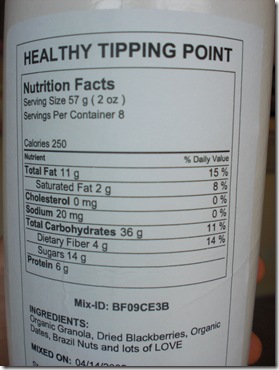 HEALTHY TIPPING POINT
Nutrition Facts
Serving Size 57 g ( 2 oz )
Servings Per Container 8
Calories 250
Nutrient % Daily Value
Total Fat 11 g 15 %
Saturated Fat 2 g 8 %
Cholesterol 0 mg 0 %
Sodium 20 mg 0 %
Total Carbohydrates 36 g 11 %
Dietary Fiber 4 g 14 %
Sugars 14 g
Protein 6 g
Mix-ID: BF09CE3B
INGREDIENTS:
Organic Granola, Dried Blackberries, Organic
Dates, Brazil Nuts and lots of LOVE
MIXED ON: